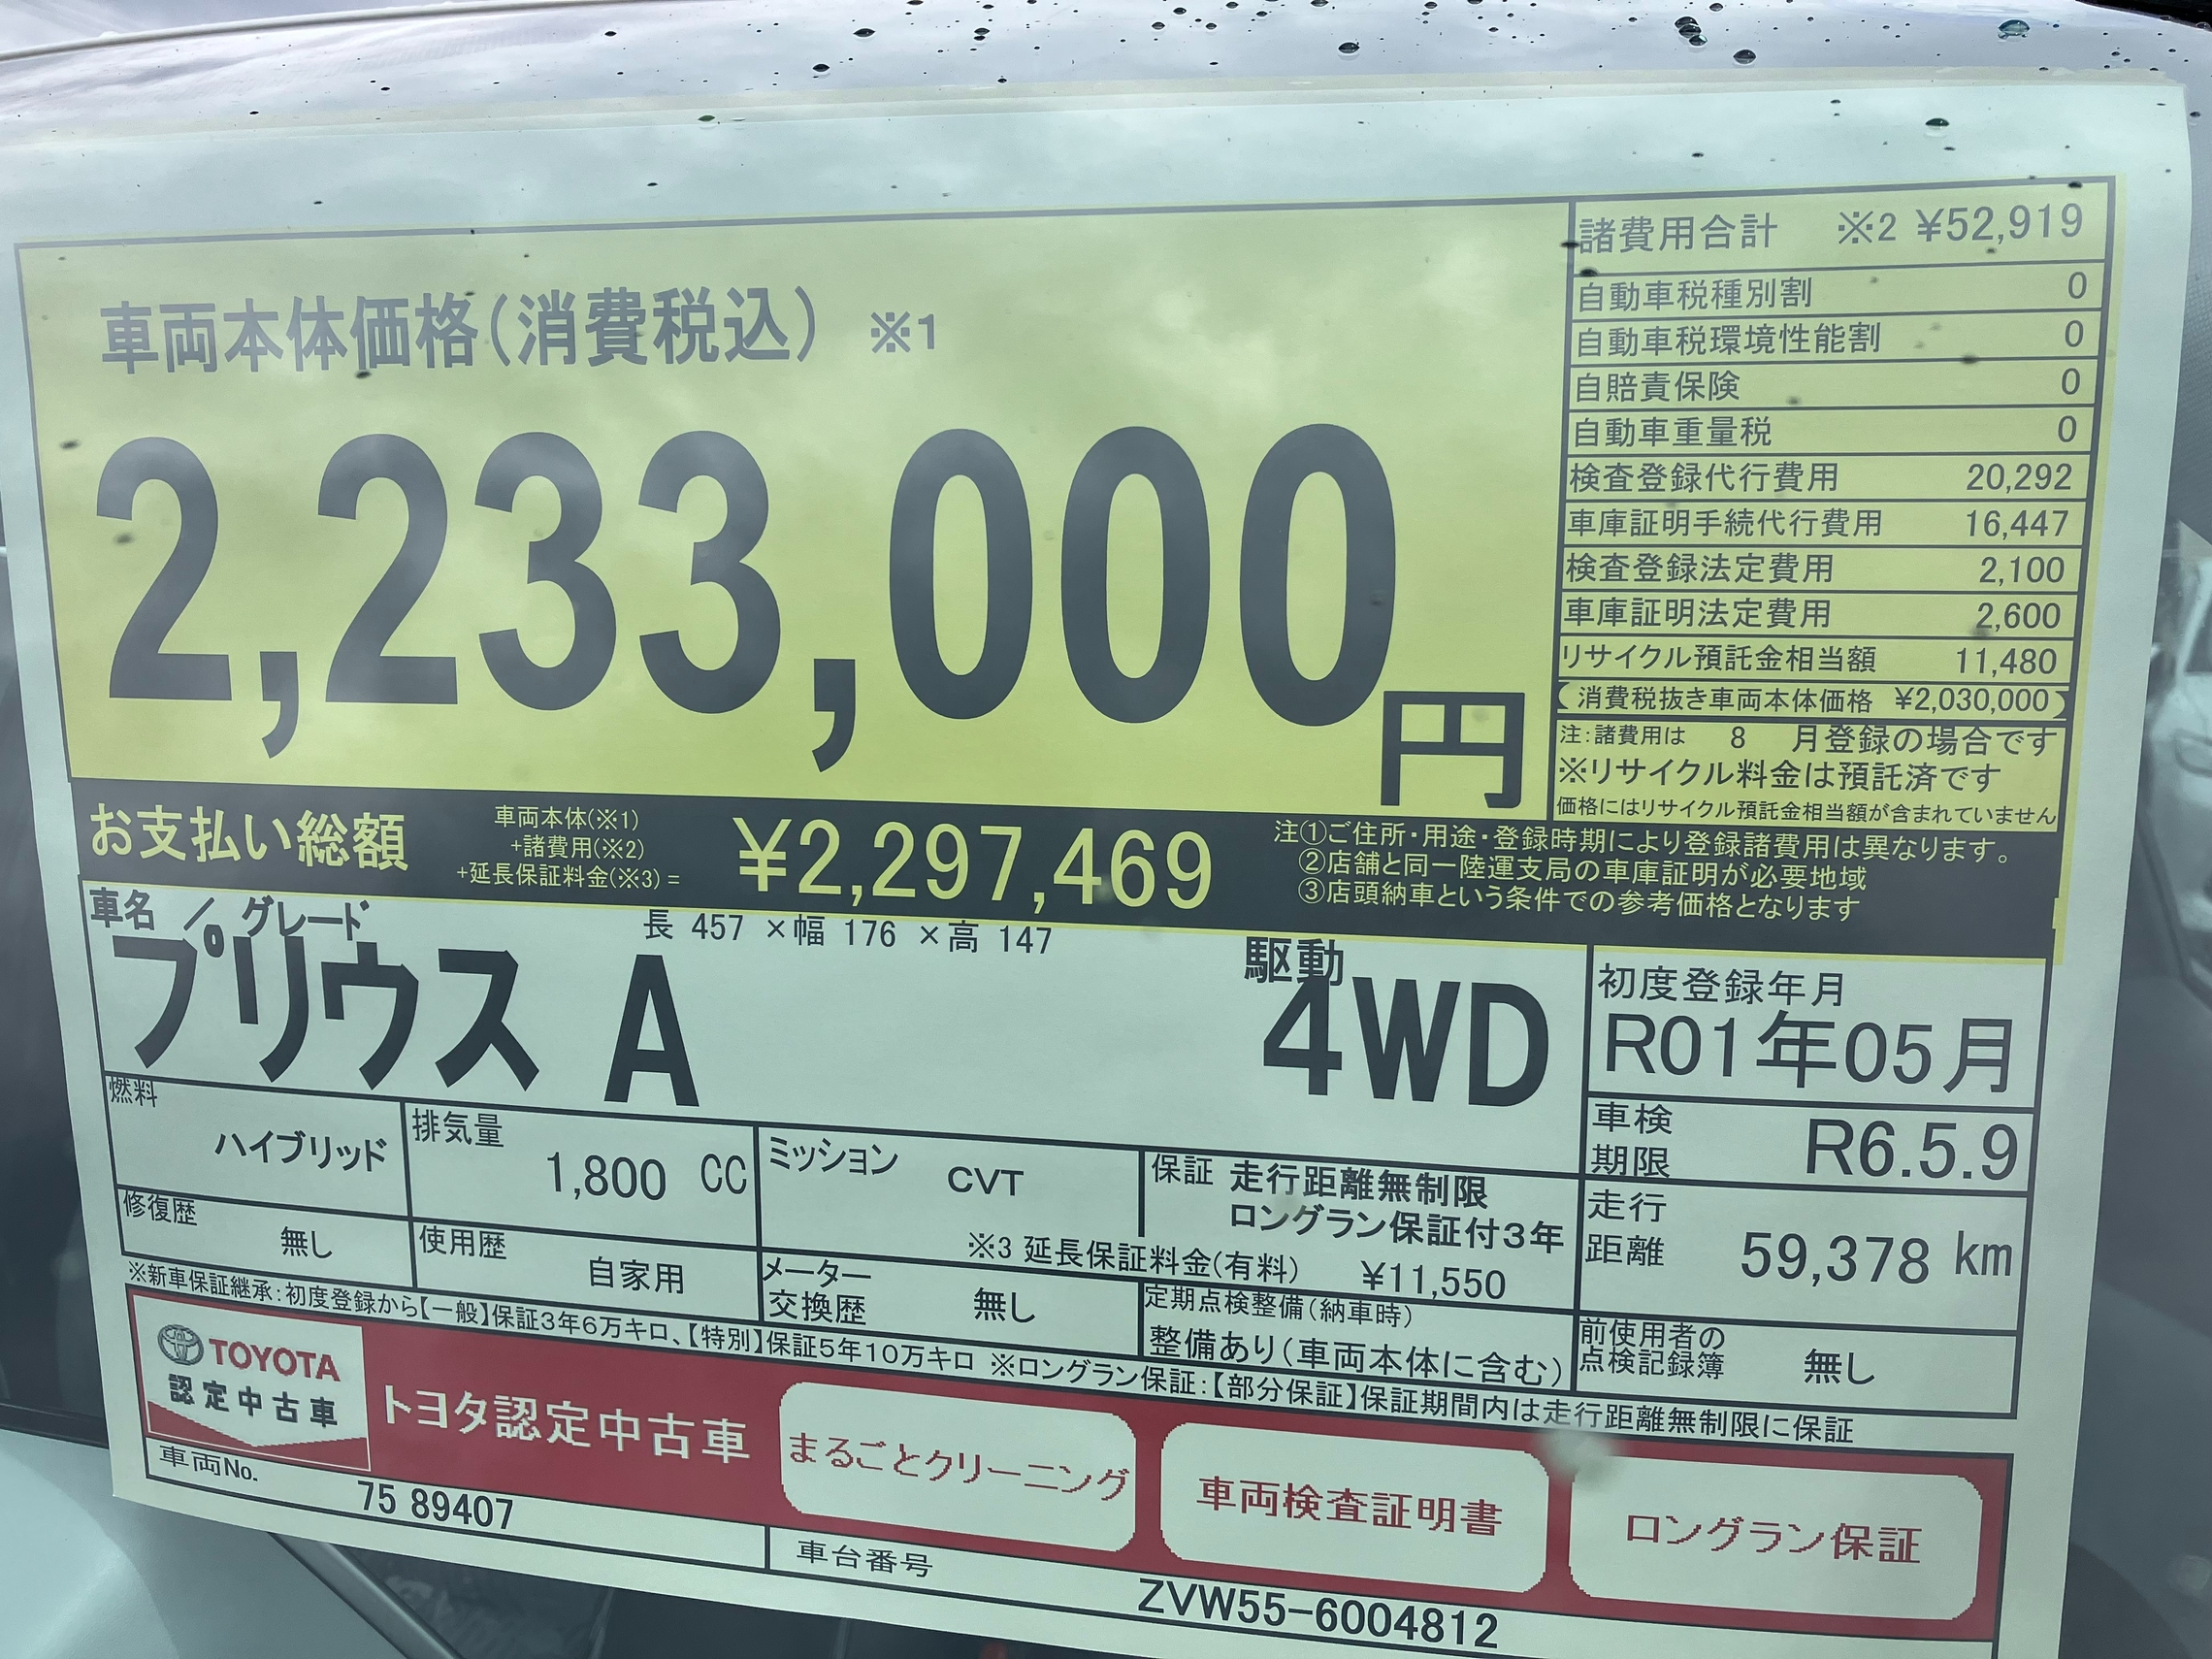 車両本体価格(消費税込) ※1
2,233,000円
諸費用合計 ※2 ¥52,919
自動車税種別割 0
自動車税環境性能割 0
自賠責保険 0
自動車重量税 0
検査登録代行費用 20,292
車庫証明手続代行費用 16,447
検査登録法定費用 2,100
車庫証明法定費用 2,600
リサイクル預託金相当額 11,480
(消費税抜き車両本体価格 ¥2,030,000)
注:諸費用は 8 月登録の場合です
※リサイクル料金は預託済です
価格にはリサイクル預託金相当額が含まれていません
お支払い総額
車両本体(※1)
+諸費用(※2)
+延長保証料金(※3)=
¥2,297,469
注①ご住所・用途・登録時期により登録諸費用は異なります。
②店舗と同一陸運支局の車庫証明が必要地域
③店頭納車という条件での参考価格となります
車名 / グレード
長 457 ×幅 176 ×高 147
プリウス A
駆動
4WD
初度登録年月
R01年05月
車検
期限
R6.5.9
燃料
ハイブリッド
排気量
1,800 CC
ミッション
CVT
保証 走行距離無制限
ロングラン保証付3年
※3 延長保証料金(有料) ¥11,550
走行
距離
59,378 km
修復歴
無し
使用歴
自家用
メーター
交換歴
無し
定期点検整備(納車時)
整備あり(車両本体に含む)
前使用者の
点検記録簿
無し
※新車保証継承:初度登録から【一般】保証3年6万キロ、【特別】保証5年10万キロ ※ロングラン保証:【部分保証】保証期間内は走行距離無制限に保証
TOYOTA
認定中古車
トヨタ認定中古車
まるごとクリーニング
車両検査証明書
ロングラン保証
車両No.
75 89407
車台番号
ZVW55-6004812